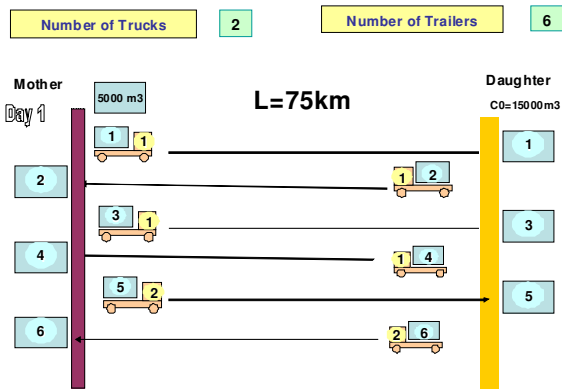 Number of Trucks 2 Number of Trailers 6
Mother Daughter
5000 m3 L=75km C0=15000m3
Day 1
1 1 1
2 1 2
3 1 3
4 1 4
5 2 5
6 2 6